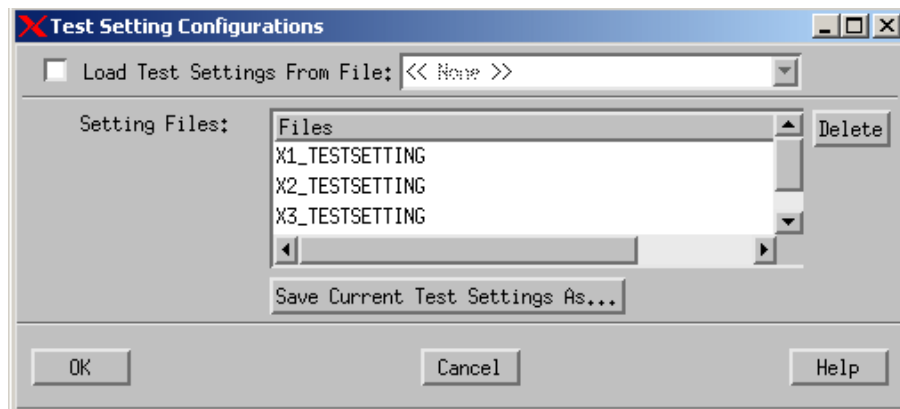 Test Setting Configurations
Load Test Settings From File: << None >>
Setting Files:
Files
Delete
X1_TESTSETTING
X2_TESTSETTING
X3_TESTSETTING
Save Current Test Settings As...
OK
Cancel
Help